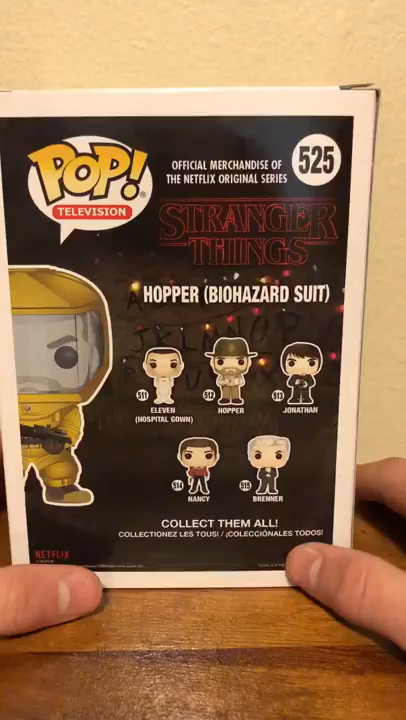 POP!
TELEVISION
OFFICIAL MERCHANDISE OF
THE NETFLIX ORIGINAL SERIES
525
STRANGER
THINGS
HOPPER (BIOHAZARD SUIT)
511
ELEVEN
(HOSPITAL GOWN)
512
HOPPER
513
JONATHAN
514
NANCY
515
BRENNER
COLLECT THEM ALL!
COLLECTIONEZ LES TOUS! / ¡COLECCIÓNALES TODOS!
NETFLIX